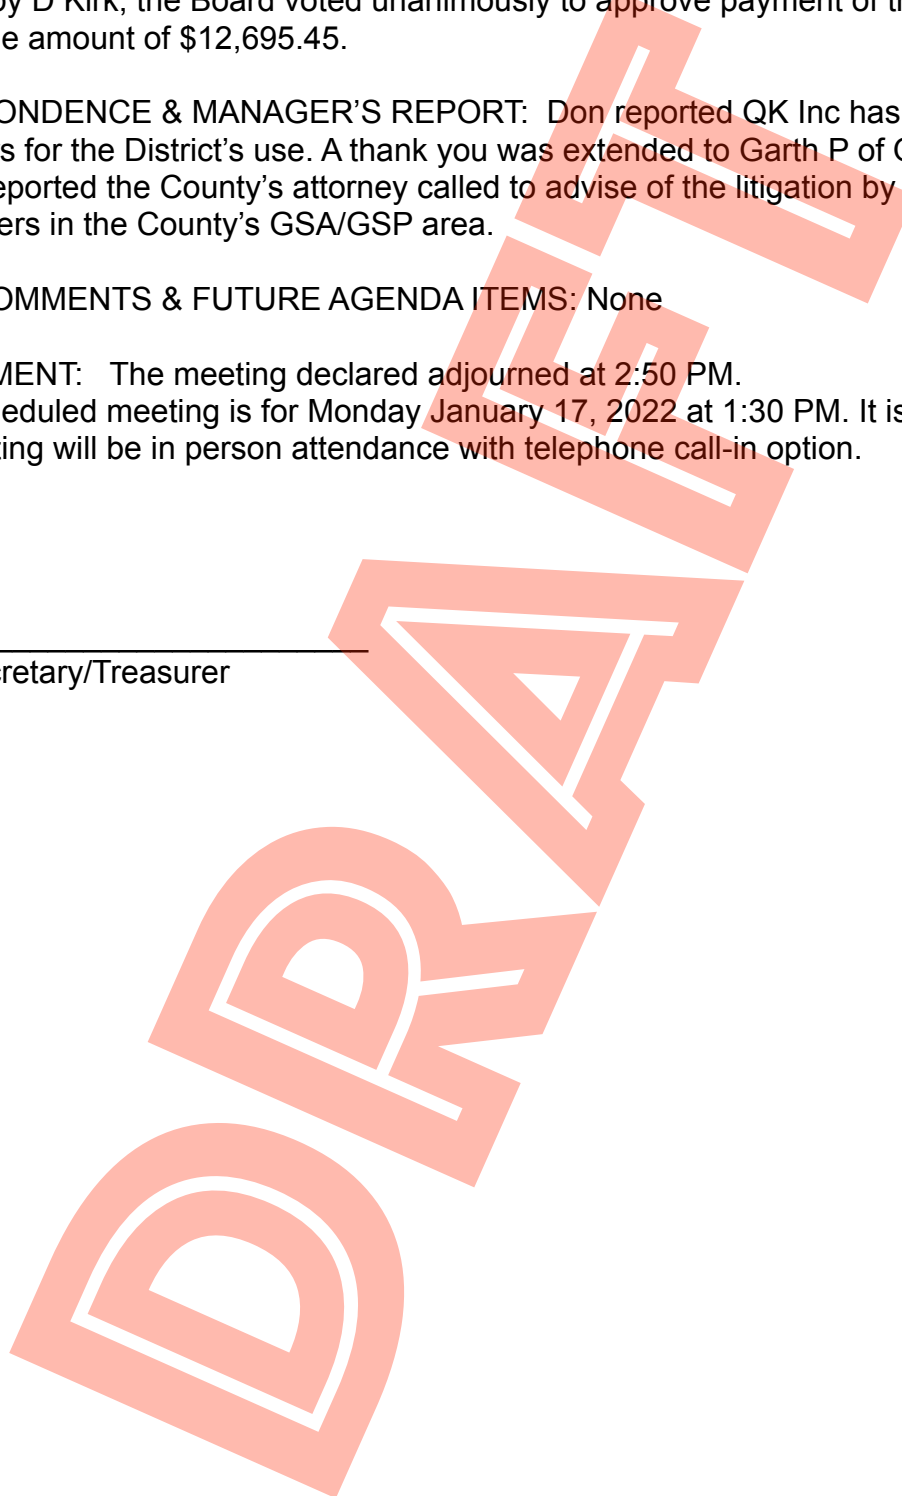 by D Kirk, the Board voted unanimously to approve payment of
e amount of $12,695.45.
ONDENCE & MANAGER'S REPORT:  Don reported QK Inc has
s for the District's use. A thank you was extended to Garth P of
eported the County's attorney called to advise of the litigation by
ers in the County's GSA/GSP area.
OMMENTS & FUTURE AGENDA ITEMS: None
MENT:   The meeting declared adjourned at 2:50 PM.
eduled meeting is for Monday January 17, 2022 at 1:30 PM. It is
ting will be in person attendance with telephone call-in option.
retary/Treasurer
DRAFT